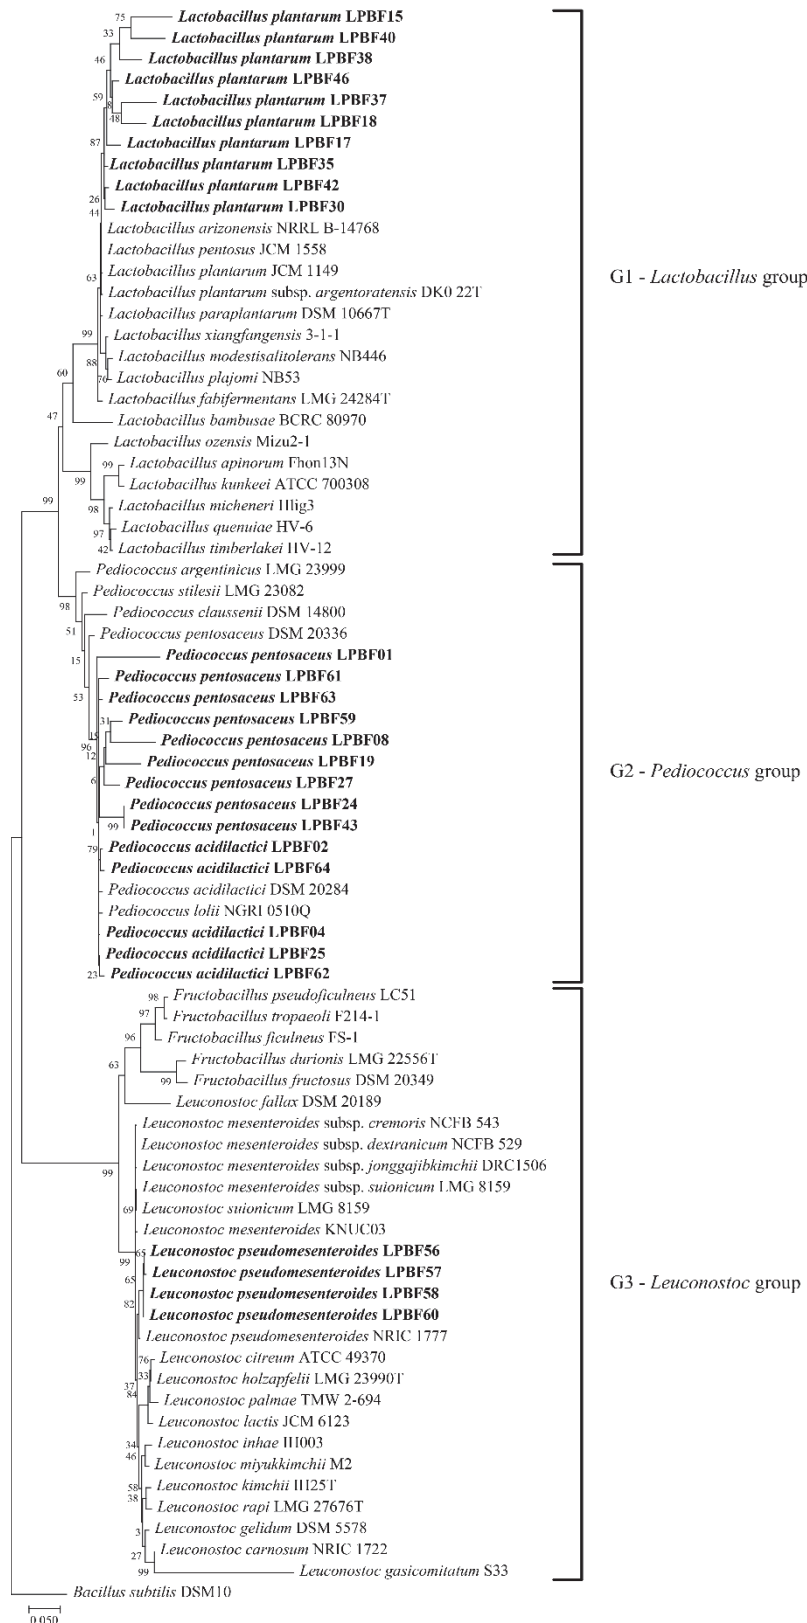 75
Lactobacillus plantarum LPBF15
33
Lactobacillus plantarum LPBF40
46
Lactobacillus plantarum LPBF38
Lactobacillus plantarum LPBF46
59
8
Lactobacillus plantarum LPBF37
48
Lactobacillus plantarum LPBF18
87
Lactobacillus plantarum LPBF17
Lactobacillus plantarum LPBF35
Lactobacillus plantarum LPBF42
26
Lactobacillus plantarum LPBF30
44
Lactobacillus arizonensis NRRL B-14768
Lactobacillus pentosus JCM 1558
63
Lactobacillus plantarum JCM 1149
G1 - Lactobacillus group
Lactobacillus plantarum subsp. argentoratensis DK0 22T
Lactobacillus paraplantarum DSM 10667T
99
Lactobacillus xiangfangensis 3-1-1
88
Lactobacillus modestisalitolerans NB446
60
76
Lactobacillus plajomi NB53
Lactobacillus fabifermentans LMG 24284T
47
Lactobacillus bambusae BCRC 80970
Lactobacillus ozensis Mizu2-1
99
Lactobacillus apinorum Fhon13N
99
Lactobacillus kunkeei ATCC 700308
99
98
Lactobacillus micheneri Hlig3
97
Lactobacillus quenuiae HV-6
42
Lactobacillus timberlakei HV-12
Pediococcus argentinicus LMG 23999
Pediococcus stilesii LMG 23082
98
Pediococcus claussenii DSM 14800
51
Pediococcus pentosaceus DSM 20336
15
Pediococcus pentosaceus LPBF01
Pediococcus pentosaceus LPBF61
53
Pediococcus pentosaceus LPBF63
31
Pediococcus pentosaceus LPBF59
15
96
Pediococcus pentosaceus LPBF08
12
Pediococcus pentosaceus LPBF19
G2 - Pediococcus group
6
Pediococcus pentosaceus LPBF27
Pediococcus pentosaceus LPBF24
99
Pediococcus pentosaceus LPBF43
1
79
Pediococcus acidilactici LPBF02
Pediococcus acidilactici LPBF64
Pediococcus acidilactici DSM 20284
Pediococcus lolii NGRI 0510Q
Pediococcus acidilactici LPBF04
Pediococcus acidilactici LPBF25
23
Pediococcus acidilactici LPBF62
98
Fructobacillus pseudoficulneus LC51
97
Fructobacillus tropaeoli F214-1
96
Fructobacillus ficulneus FS-1
63
Fructobacillus durionis LMG 22556T
99
Fructobacillus fructosus DSM 20349
Leuconostoc fallax DSM 20189
Leuconostoc mesenteroides subsp. cremoris NCFB 543
Leuconostoc mesenteroides subsp. dextranicum NCFB 529
99
Leuconostoc mesenteroides subsp. jonggajibkimchii DRC1506
Leuconostoc mesenteroides subsp. suionicum LMG 8159
69
Leuconostoc suionicum LMG 8159
Leuconostoc mesenteroides KNUC03
65
Leuconostoc pseudomesenteroides LPBF56
99
Leuconostoc pseudomesenteroides LPBF57
65
G3 - Leuconostoc group
Leuconostoc pseudomesenteroides LPBF58
82
Leuconostoc pseudomesenteroides LPBF60
Leuconostoc pseudomesenteroides NRIC 1777
76
Leuconostoc citreum ATCC 49370
33
Leuconostoc holzapfelii LMG 23990T
37
84
Leuconostoc palmae TMW 2-694
Leuconostoc lactis JCM 6123
34
Leuconostoc inhae IH003
46
Leuconostoc miyukkimchii M2
58
Leuconostoc kimchii IH25T
38
Leuconostoc rapi LMG 27676T
3
Leuconostoc gelidum DSM 5578
27
Leuconostoc carnosum NRIC 1722
99
Leuconostoc gasicomitatum S33
Bacillus subtilis DSM10
0.050